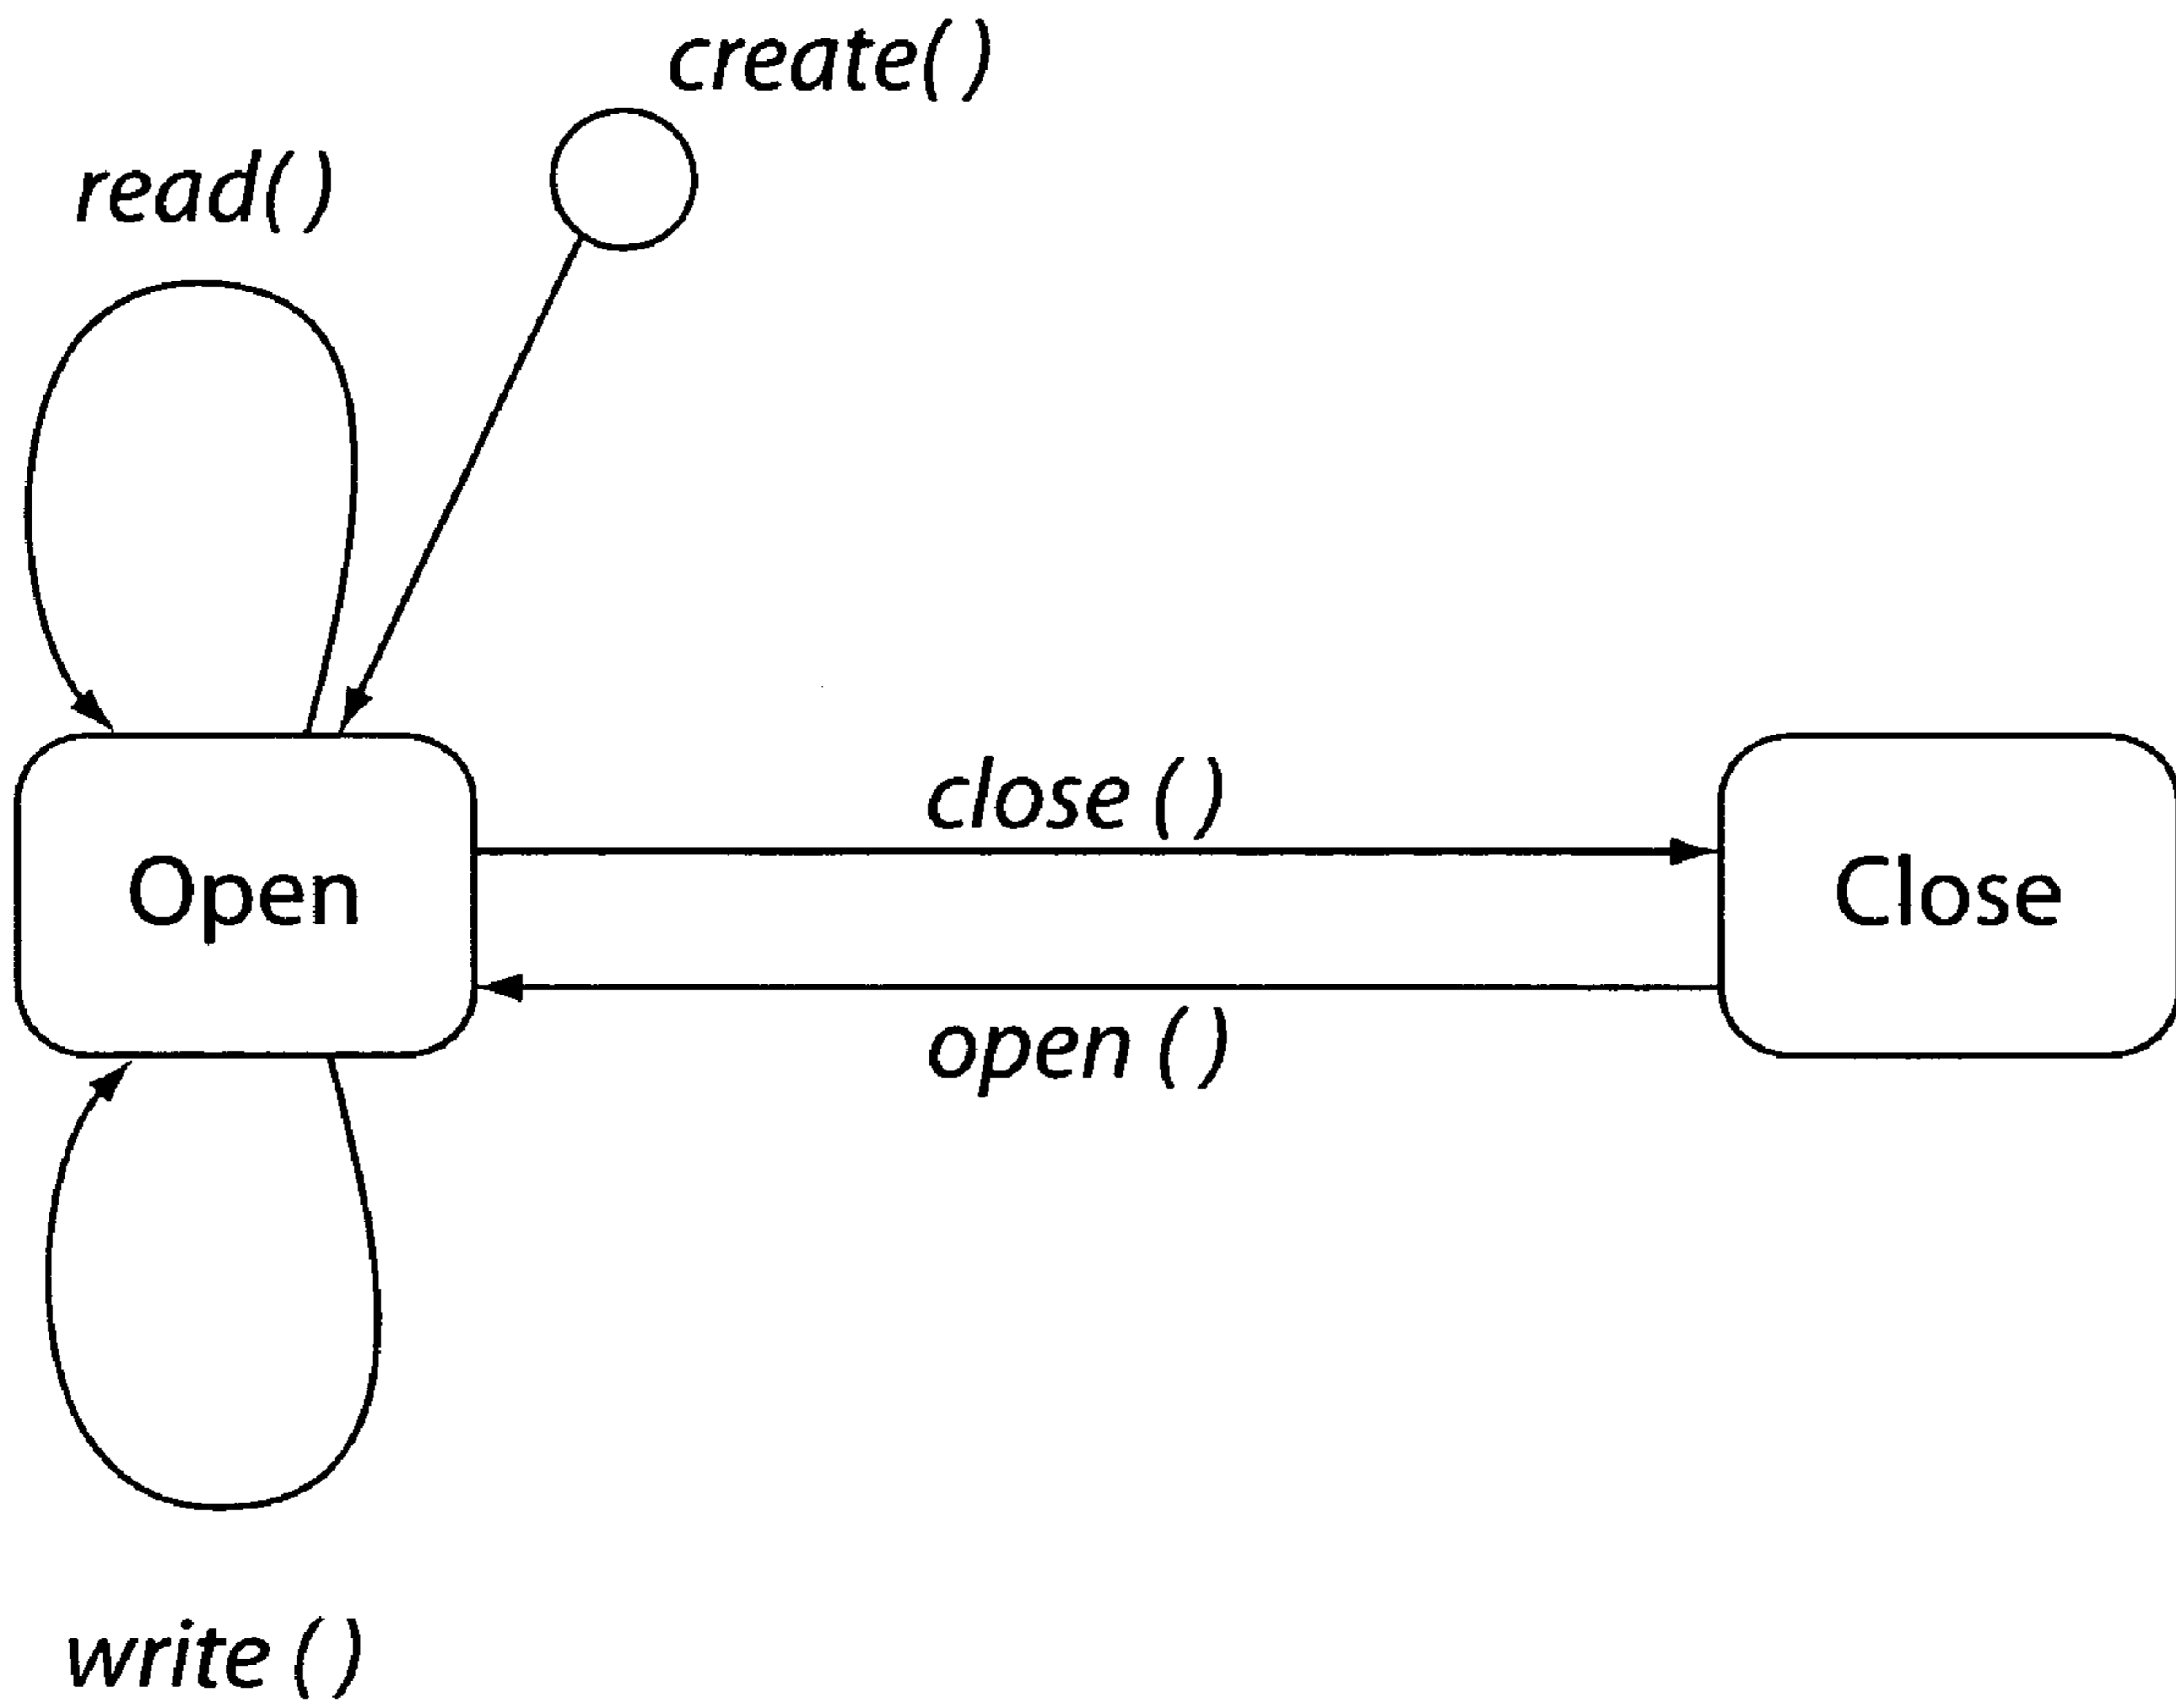 create()
read()
close ()
Open
Close
open ()
write ()